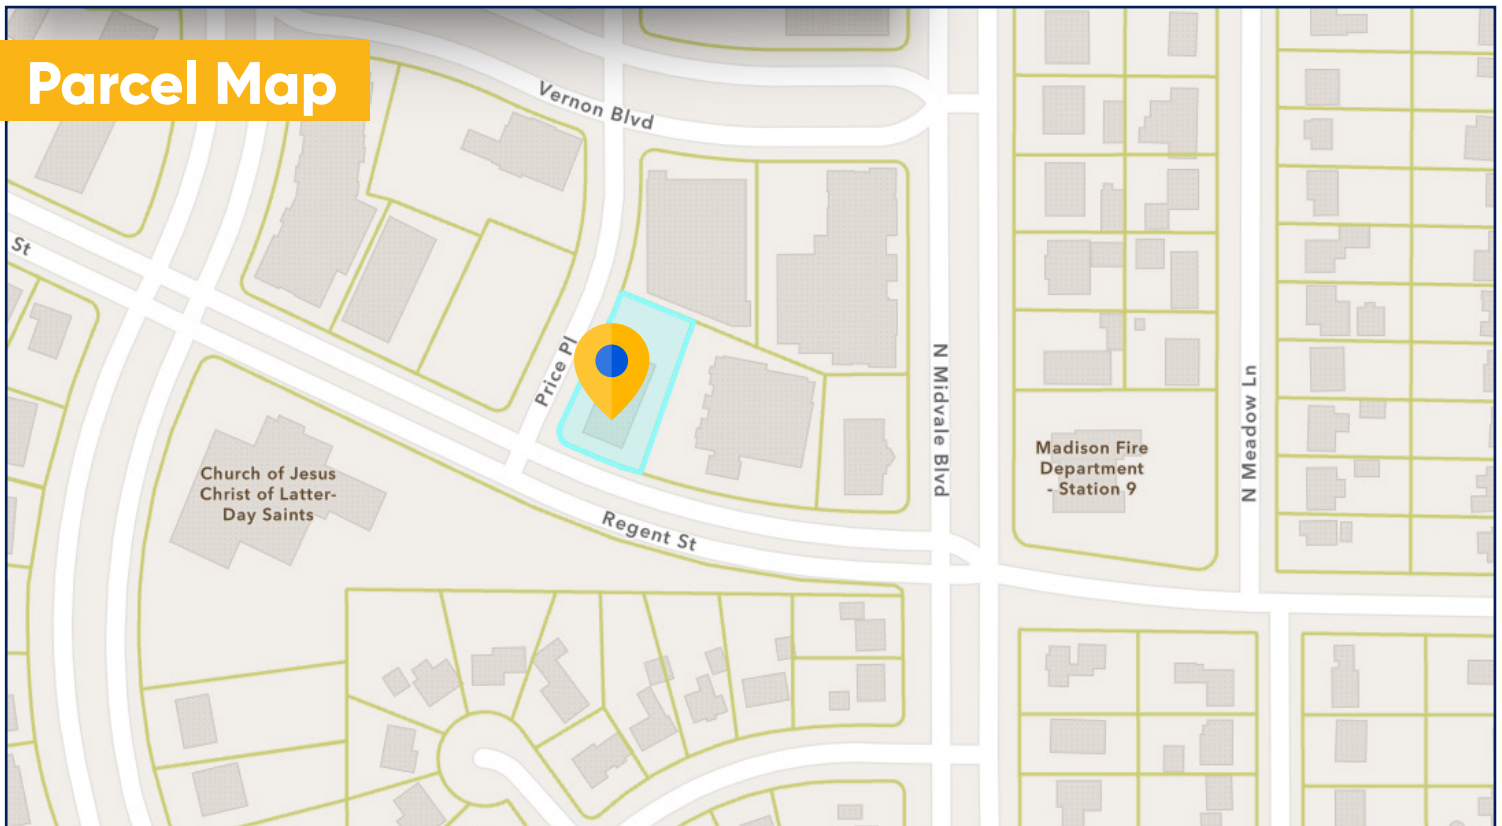 Parcel Map
Vernon Blvd
St
Price Pl
N Midvale Blvd
N Meadow Ln
Madison Fire
Department
- Station 9
Church of Jesus
Christ of Latter-
Day Saints
Regent St